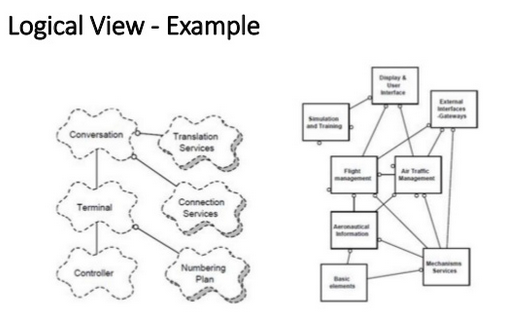 Logical View - Example
Conversation
Translation
Services
Terminal
Connection
Services
Controller
Numbering
Plan
Display &
User
Interface
External
Interfaces
-Gateways
Simulation
and Training
Flight
management
Air Traffic
Management
Aeronautical
Information
Mechanisms
Services
Basic
elements